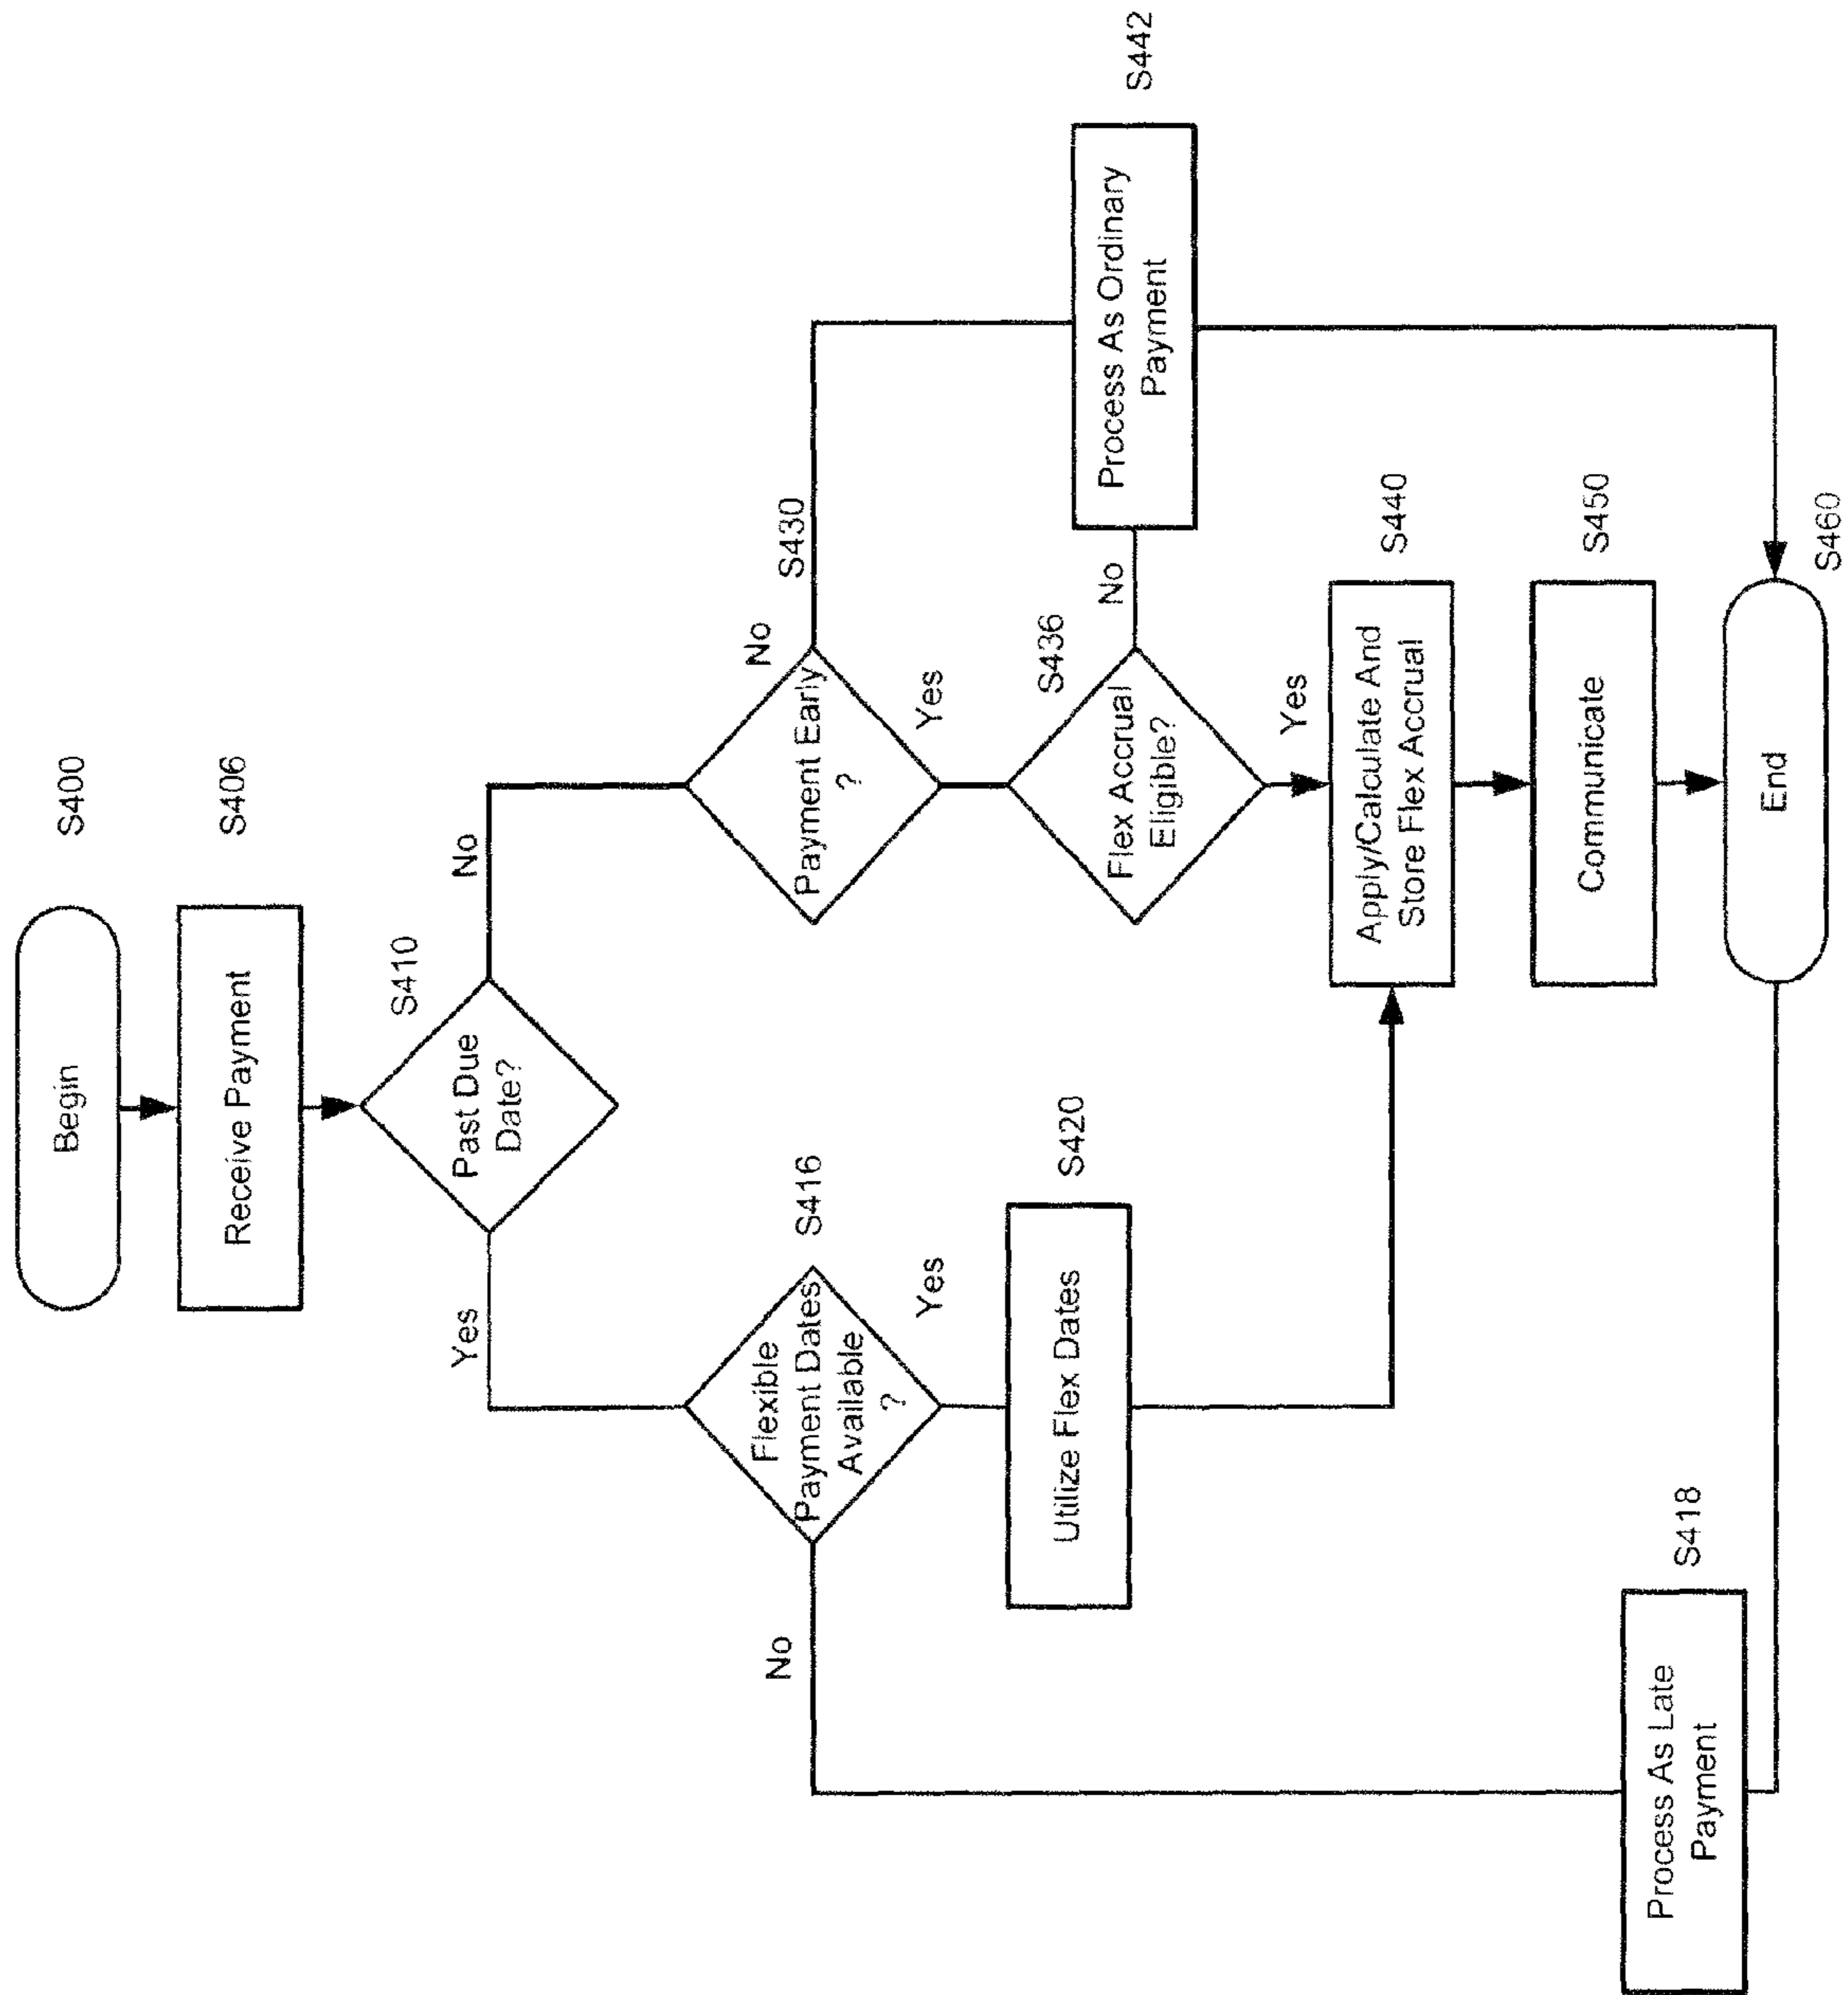 Begin
S400
Receive Payment
S406
Past Due
Date?
S410
Yes
No
Flexible
Payment Dates
Available
?
S416
Payment Early
?
No
S430
No
Yes
Yes
Utilize Flex Dates
S420
Flex Accrual
Eligible?
S436
No
Process As Ordinary
Payment
S442
Yes
Apply/Calculate And
Store Flex Accrual
S440
Communicate
S450
Process As Late
Payment
S418
End
S460